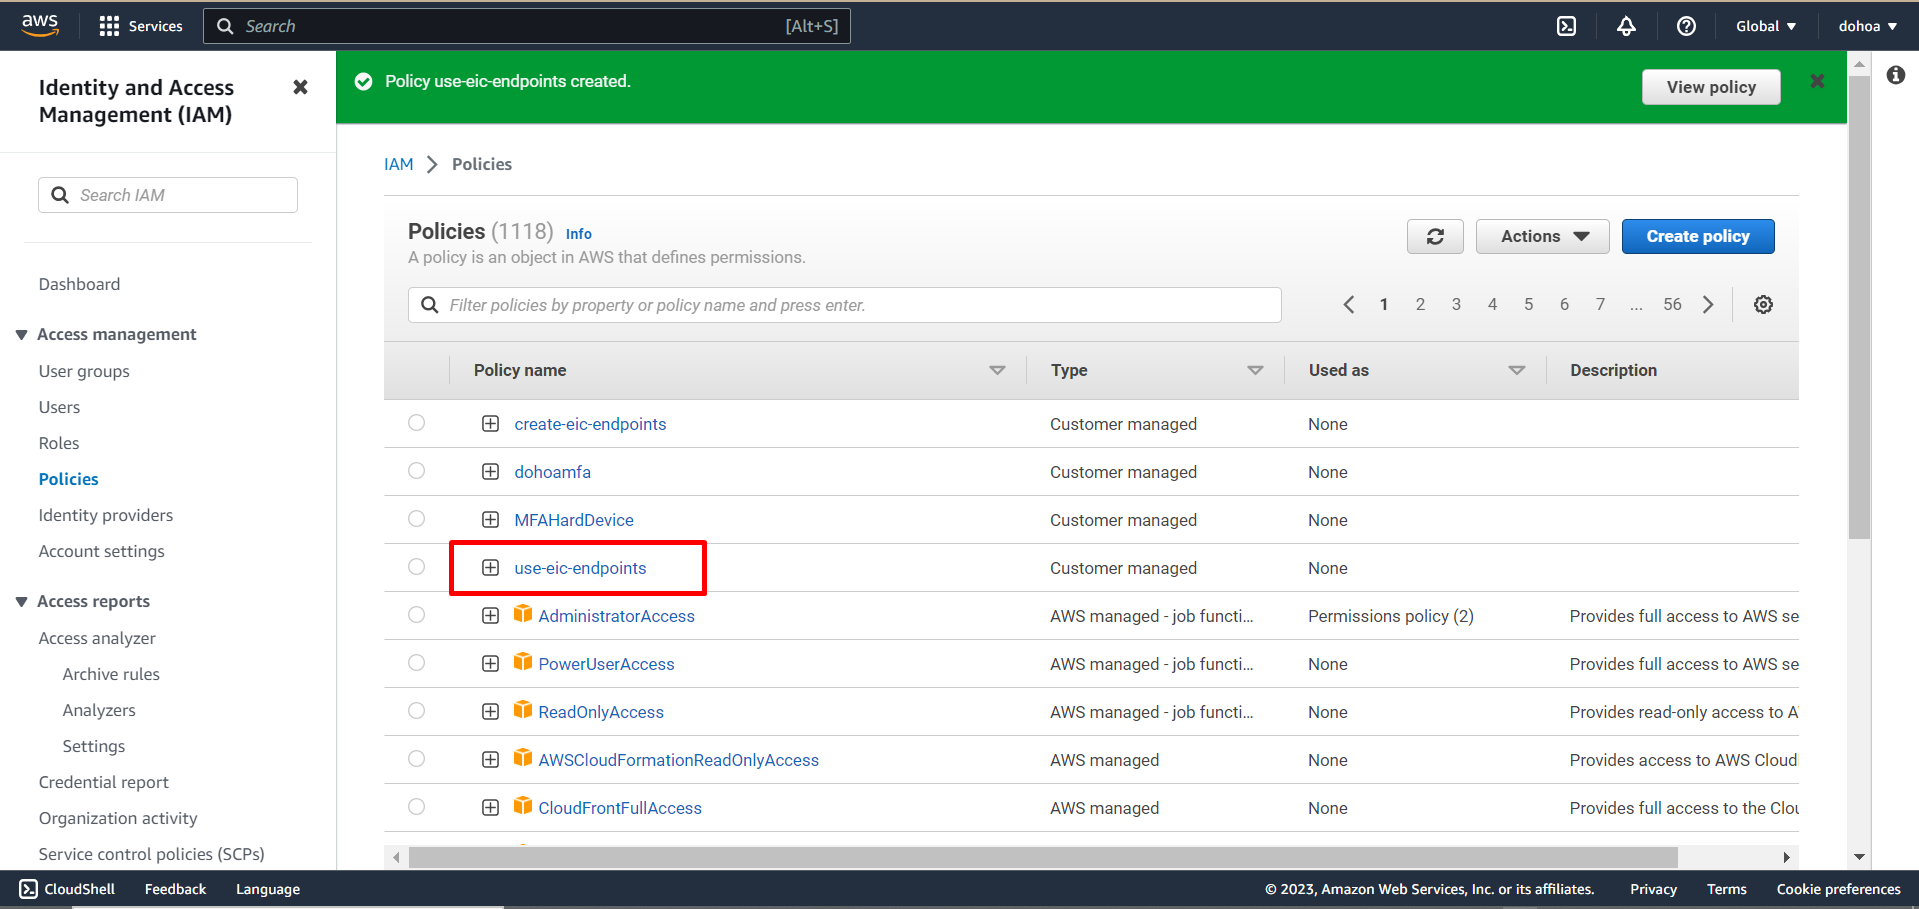 aws
Services
Search
[Alt+S]
Global
dohoa
Identity and Access
Management (IAM)
Search IAM
Dashboard
Access management
User groups
Users
Roles
Policies
Identity providers
Account settings
Access reports
Access analyzer
Archive rules
Analyzers
Settings
Credential report
Organization activity
Service control policies (SCPs)
Policy use-eic-endpoints created.
View policy
IAM > Policies
Policies (1118) Info
A policy is an object in AWS that defines permissions.
Actions
Create policy
Filter policies by property or policy name and press enter.
1 2 3 4 5 6 7 ... 56
Policy name Type Used as Description
create-eic-endpoints Customer managed None
dohoamfa Customer managed None
MFAHardDevice Customer managed None
use-eic-endpoints Customer managed None
AdministratorAccess AWS managed - job functi... Permissions policy (2) Provides full access to AWS se
PowerUserAccess AWS managed - job functi... None Provides full access to AWS se
ReadOnlyAccess AWS managed - job functi... None Provides read-only access to A
AWSCloudFormationReadOnlyAccess AWS managed None Provides access to AWS Cloud
CloudFrontFullAccess AWS managed None Provides full access to the Clou
CloudShell Feedback Language
© 2023, Amazon Web Services, Inc. or its affiliates. Privacy Terms Cookie preferences